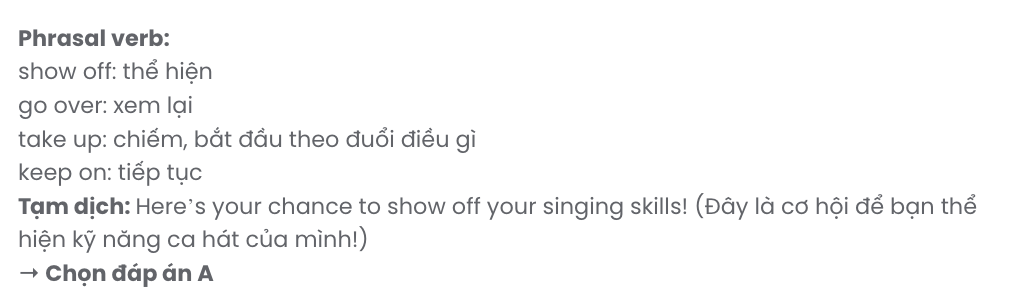 Phrasal verb:
show off: thể hiện
go over: xem lại
take up: chiếm, bắt đầu theo đuổi điều gì
keep on: tiếp tục
Tạm dịch: Here’s your chance to show off your singing skills! (Đây là cơ hội để bạn thể
hiện kỹ năng ca hát của mình!)
→ Chọn đáp án A